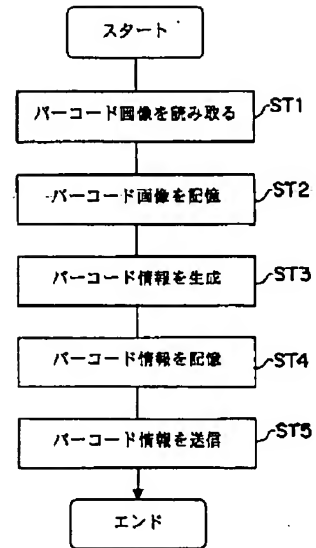 スタート
バーコード画像を読み取る
ST1
バーコード画像を記憶
ST2
バーコード情報を生成
ST3
バーコード情報を記憶
ST4
バーコード情報を送信
ST5
エンド